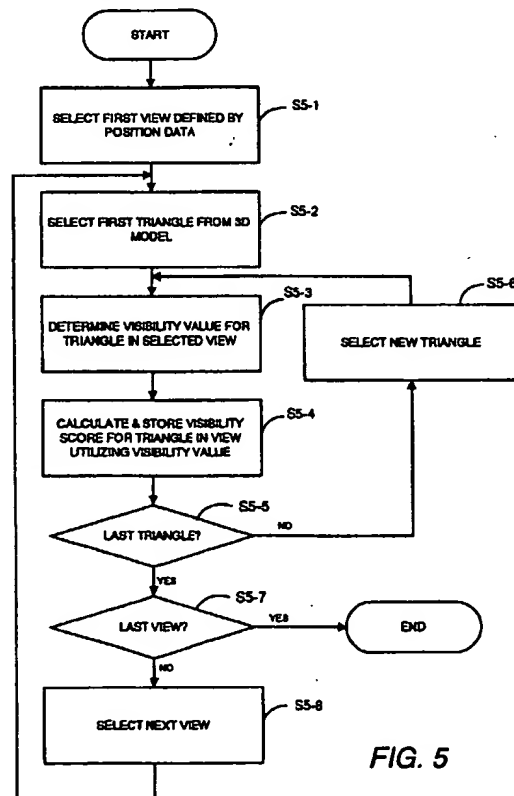 START
SELECT FIRST VIEW DEFINED BY
POSITION DATA
S5-1
SELECT FIRST TRIANGLE FROM 3D
MODEL
S5-2
S5-3
DETERMINE VISIBILITY VALUE FOR
TRIANGLE IN SELECTED VIEW
S5-6
SELECT NEW TRIANGLE
CALCULATE & STORE VISIBILITY
SCORE FOR TRIANGLE IN VIEW
UTILIZING VISIBILITY VALUE
S5-4
S5-5
LAST TRIANGLE?
NO
YES
S5-7
LAST VIEW?
YES
END
NO
SELECT NEXT VIEW
S5-8
FIG. 5